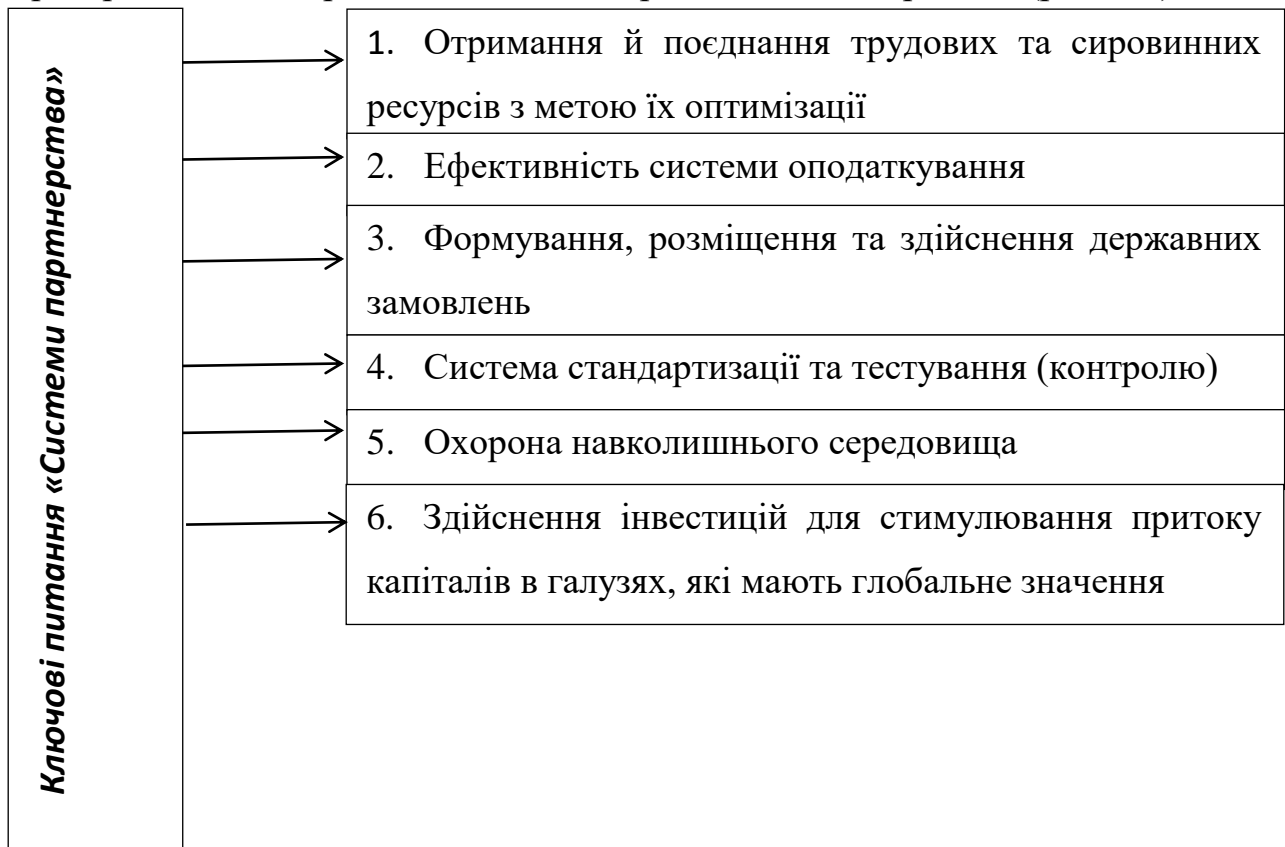 Ключові питання «Системи партнерства»
1. Отримання й поєднання трудових та сировинних
ресурсів з метою їх оптимізації
2. Ефективність системи оподаткування
3. Формування, розміщення та здійснення державних
замовлень
4. Система стандартизації та тестування (контролю)
5. Охорона навколишнього середовища
6. Здійснення інвестицій для стимулювання притоку
капіталів в галузях, які мають глобальне значення